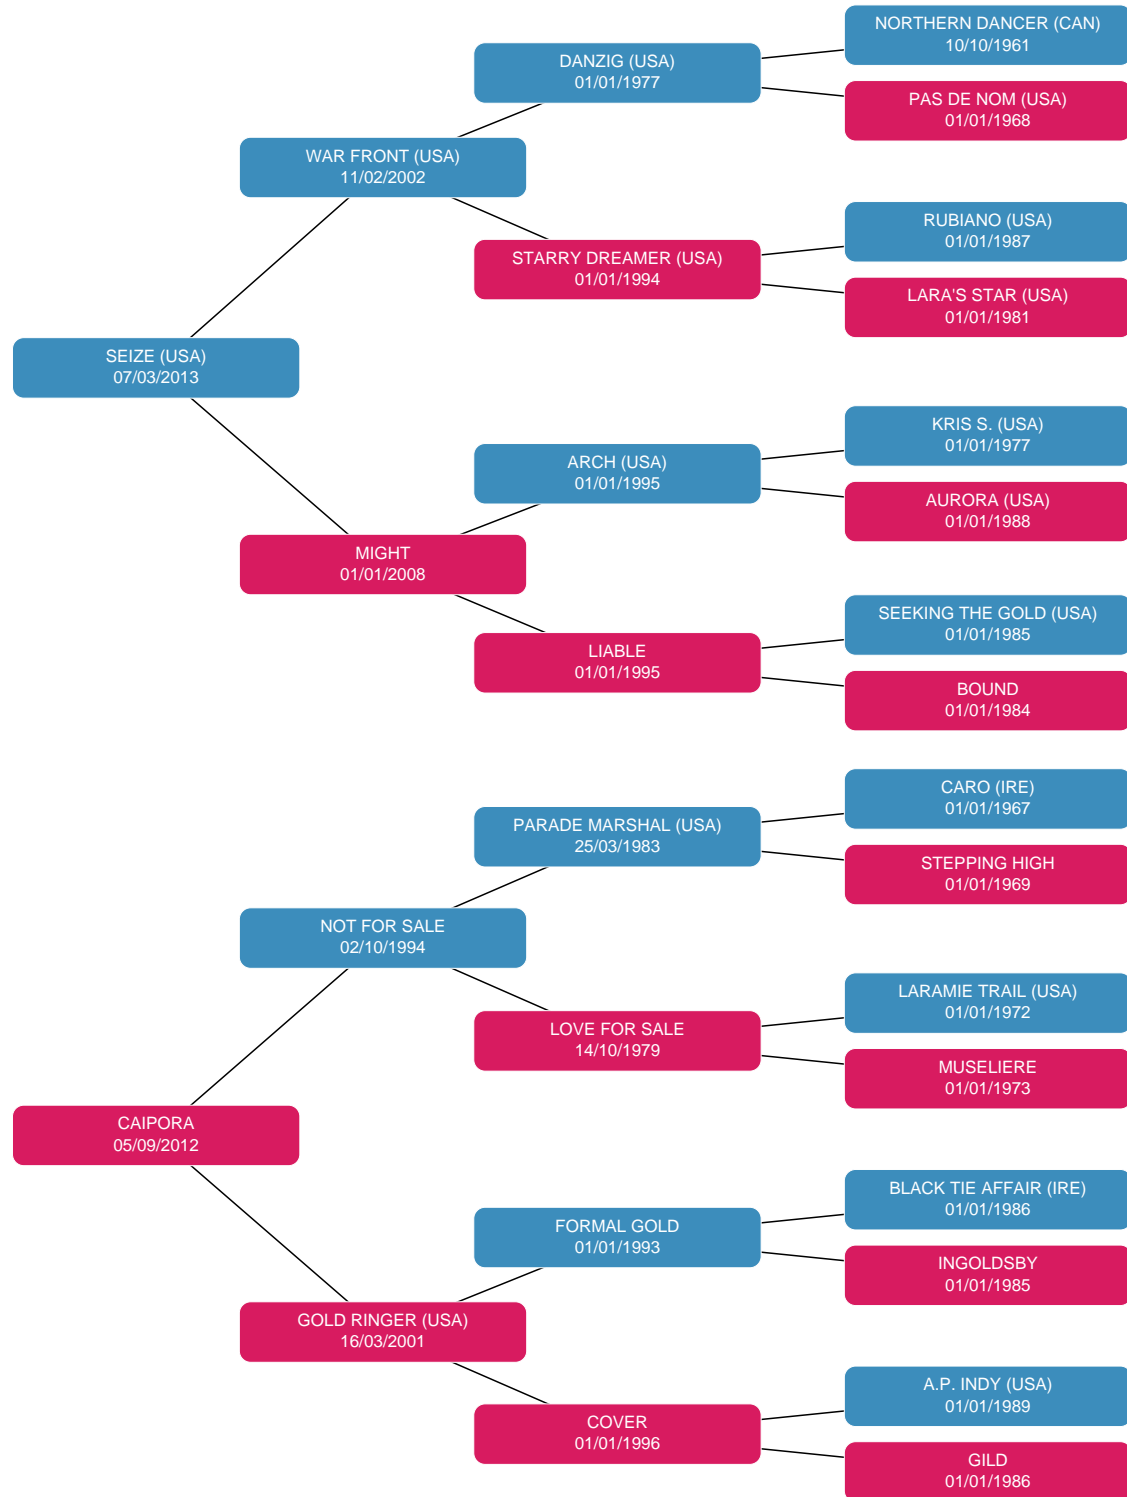 NORTHERN DANCER (CAN)
10/10/1961
DANZIG (USA)
01/01/1977
PAS DE NOM (USA)
01/01/1968
WAR FRONT (USA)
11/02/2002
RUBIANO (USA)
01/01/1987
STARRY DREAMER (USA)
01/01/1994
LARA'S STAR (USA)
01/01/1981
SEIZE (USA)
07/03/2013
KRIS S. (USA)
01/01/1977
ARCH (USA)
01/01/1995
AURORA (USA)
01/01/1988
MIGHT
01/01/2008
SEEKING THE GOLD (USA)
01/01/1985
LIABLE
01/01/1995
BOUND
01/01/1984
CARO (IRE)
01/01/1967
PARADE MARSHAL (USA)
25/03/1983
STEPPING HIGH
01/01/1969
NOT FOR SALE
02/10/1994
LARAMIE TRAIL (USA)
01/01/1972
LOVE FOR SALE
14/10/1979
MUSELIERE
01/01/1973
CAIPORA
05/09/2012
BLACK TIE AFFAIR (IRE)
01/01/1986
FORMAL GOLD
01/01/1993
INGOLDSBY
01/01/1985
GOLD RINGER (USA)
16/03/2001
A.P. INDY (USA)
01/01/1989
COVER
01/01/1996
GILD
01/01/1986